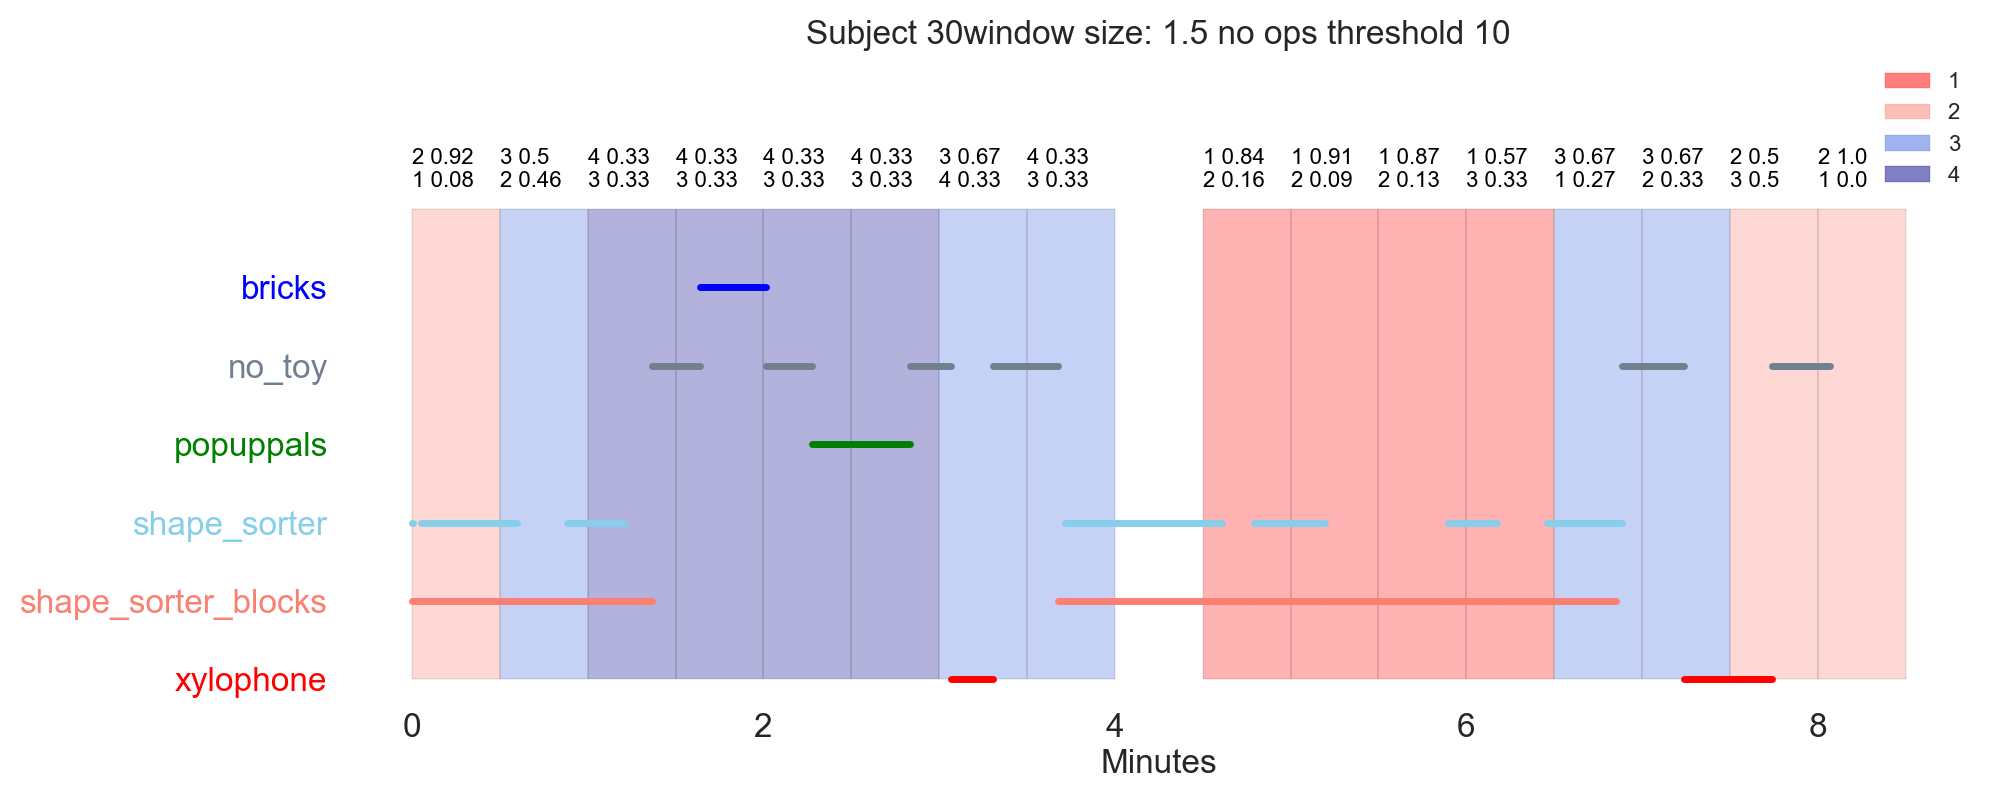 Subject 30window size: 1.5 no ops threshold 10
1
2
3
4
2 0.92 3 0.5 4 0.33 4 0.33 4 0.33 4 0.33 3 0.67 4 0.33 1 0.84 1 0.91 1 0.87 1 0.57 3 0.67 3 0.67 2 0.5 2 1.0
1 0.08 2 0.46 3 0.33 3 0.33 3 0.33 3 0.33 4 0.33 3 0.33 2 0.16 2 0.09 2 0.13 3 0.33 1 0.27 2 0.33 3 0.5 1 0.0
bricks
no_toy
popuppals
shape_sorter
shape_sorter_blocks
xylophone
0 2 4 6 8
Minutes